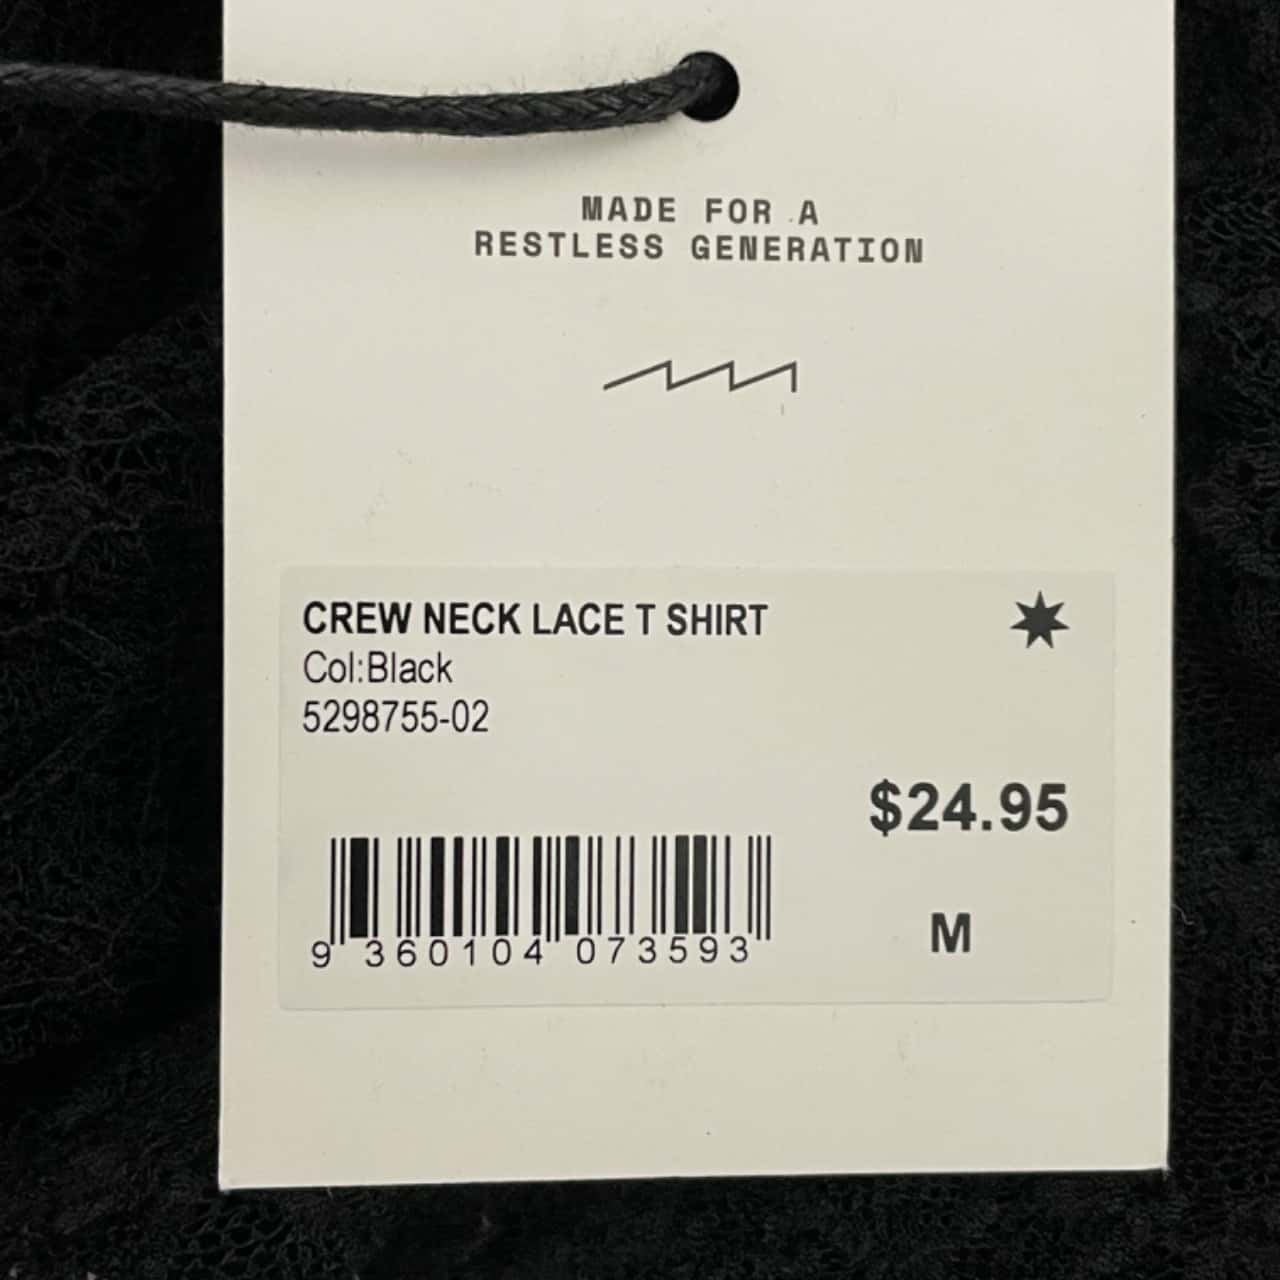 MADE FOR A
RESTLESS GENERATION
CREW NECK LACE T SHIRT
Col:Black
5298755-02
$24.95
9 360104 073593
M